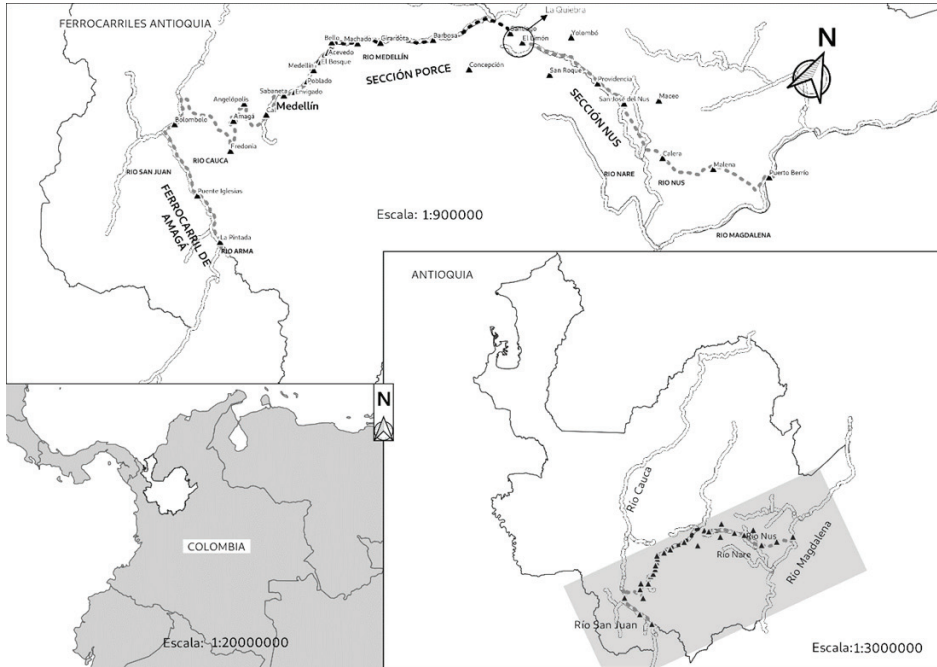 FERROCARRILES ANTIOQUIA
La Quiebra
Santiago
El Limón
Yolombó
Bello
Machado
Girardota
Barbosa
RIO MEDELLÍN
SECCIÓN PORCE
Concepción
San Roque
Providencia
San José del Nus
Maceo
N
Acevedo
Medellín
El Bosque
Poblado
Envigado
Sabaneta
Medellín
Angelópolis
Amagá
Bolombolo
Fredonia
RIO CAUCA
RIO SAN JUAN
SECCIÓN NUS
RIO NARE
RIO NUS
Malena
Puerto Berrío
Puente Iglesias
FERROCARRIL DE
AMAGÁ
La Pintada
RIO ARMA
RIO MAGDALENA
Escala: 1:900000
ANTIOQUIA
Río Cauca
Río Nus
Río Nare
Río Magdalena
Río San Juan
Escala:1:3000000
N
COLOMBIA
Escala: 1:20000000